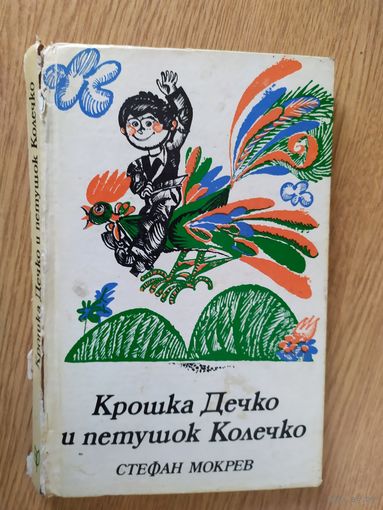 Крошка Дечко и петушок Колечко
Крошка Дечко
и петушок Колечко
СТЕФАН МОКРЕВ